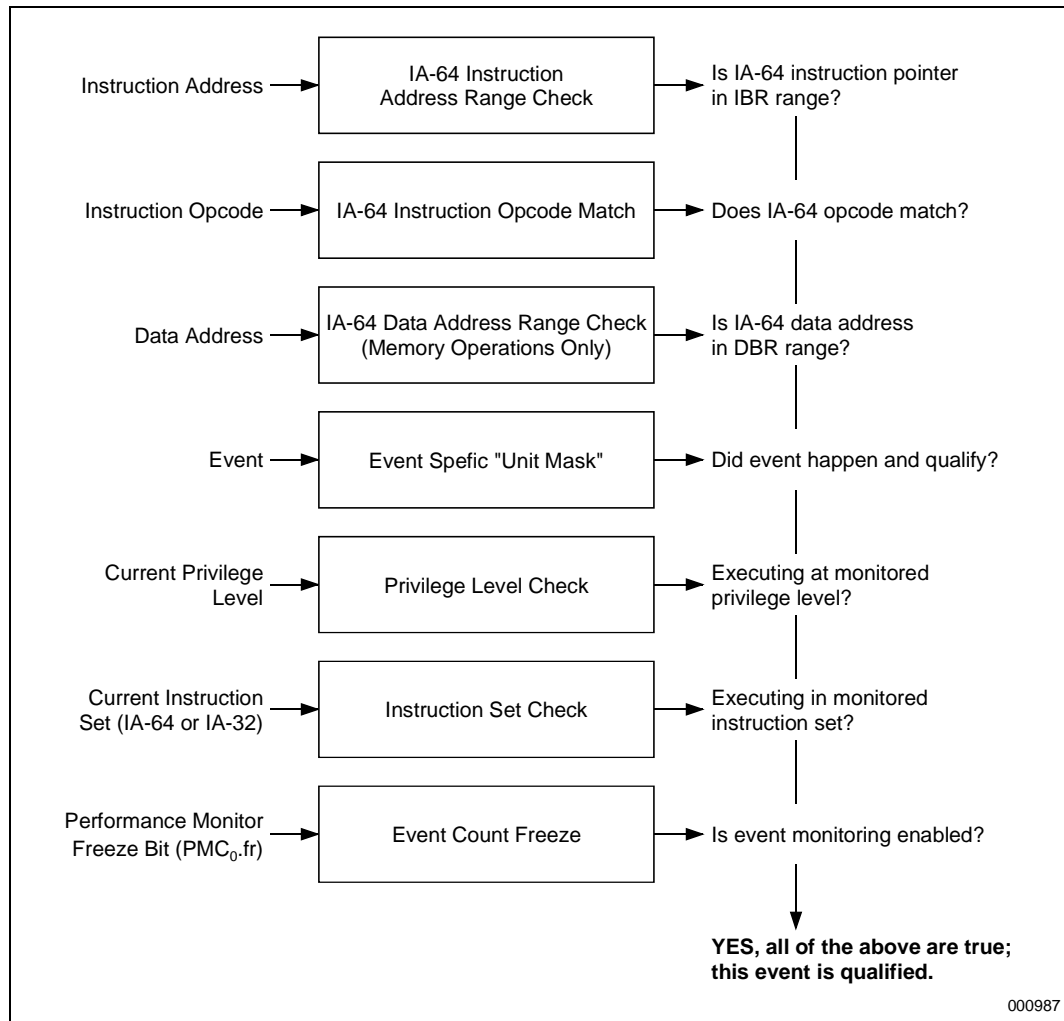 Instruction Address
IA-64 Instruction
Address Range Check
Is IA-64 instruction pointer
in IBR range?
Instruction Opcode
IA-64 Instruction Opcode Match
Does IA-64 opcode match?
Data Address
IA-64 Data Address Range Check
(Memory Operations Only)
Is IA-64 data address
in DBR range?
Event
Event Spefic "Unit Mask"
Did event happen and qualify?
Current Privilege
Level
Privilege Level Check
Executing at monitored
privilege level?
Current Instruction
Set (IA-64 or IA-32)
Instruction Set Check
Executing in monitored
instruction set?
Performance Monitor
Freeze Bit (PMC0.fr)
Event Count Freeze
Is event monitoring enabled?
YES, all of the above are true;
this event is qualified.
000987